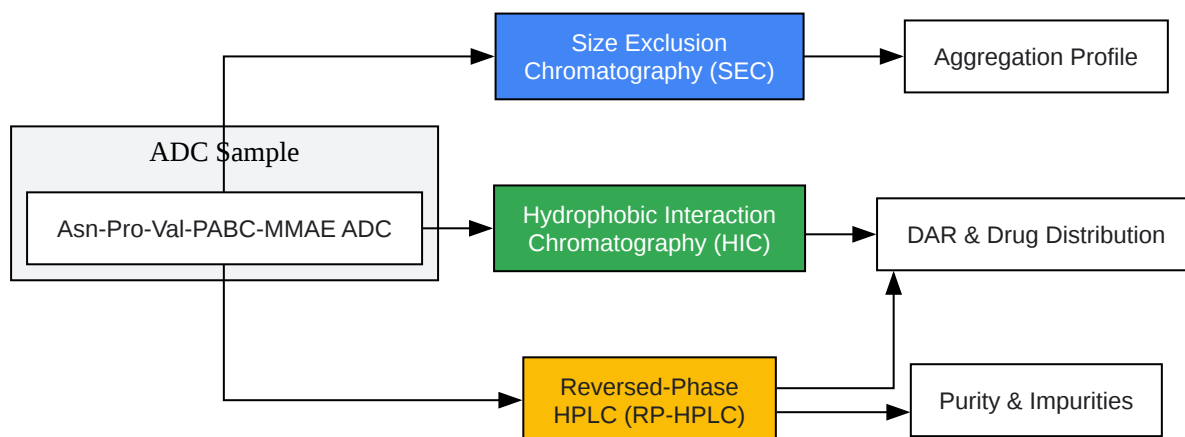 Size Exclusion
Chromatography (SEC)
Aggregation Profile
ADC Sample
Asn-Pro-Val-PABC-MMAE ADC
Hydrophobic Interaction
Chromatography (HIC)
DAR & Drug Distribution
Reversed-Phase
HPLC (RP-HPLC)
Purity & Impurities